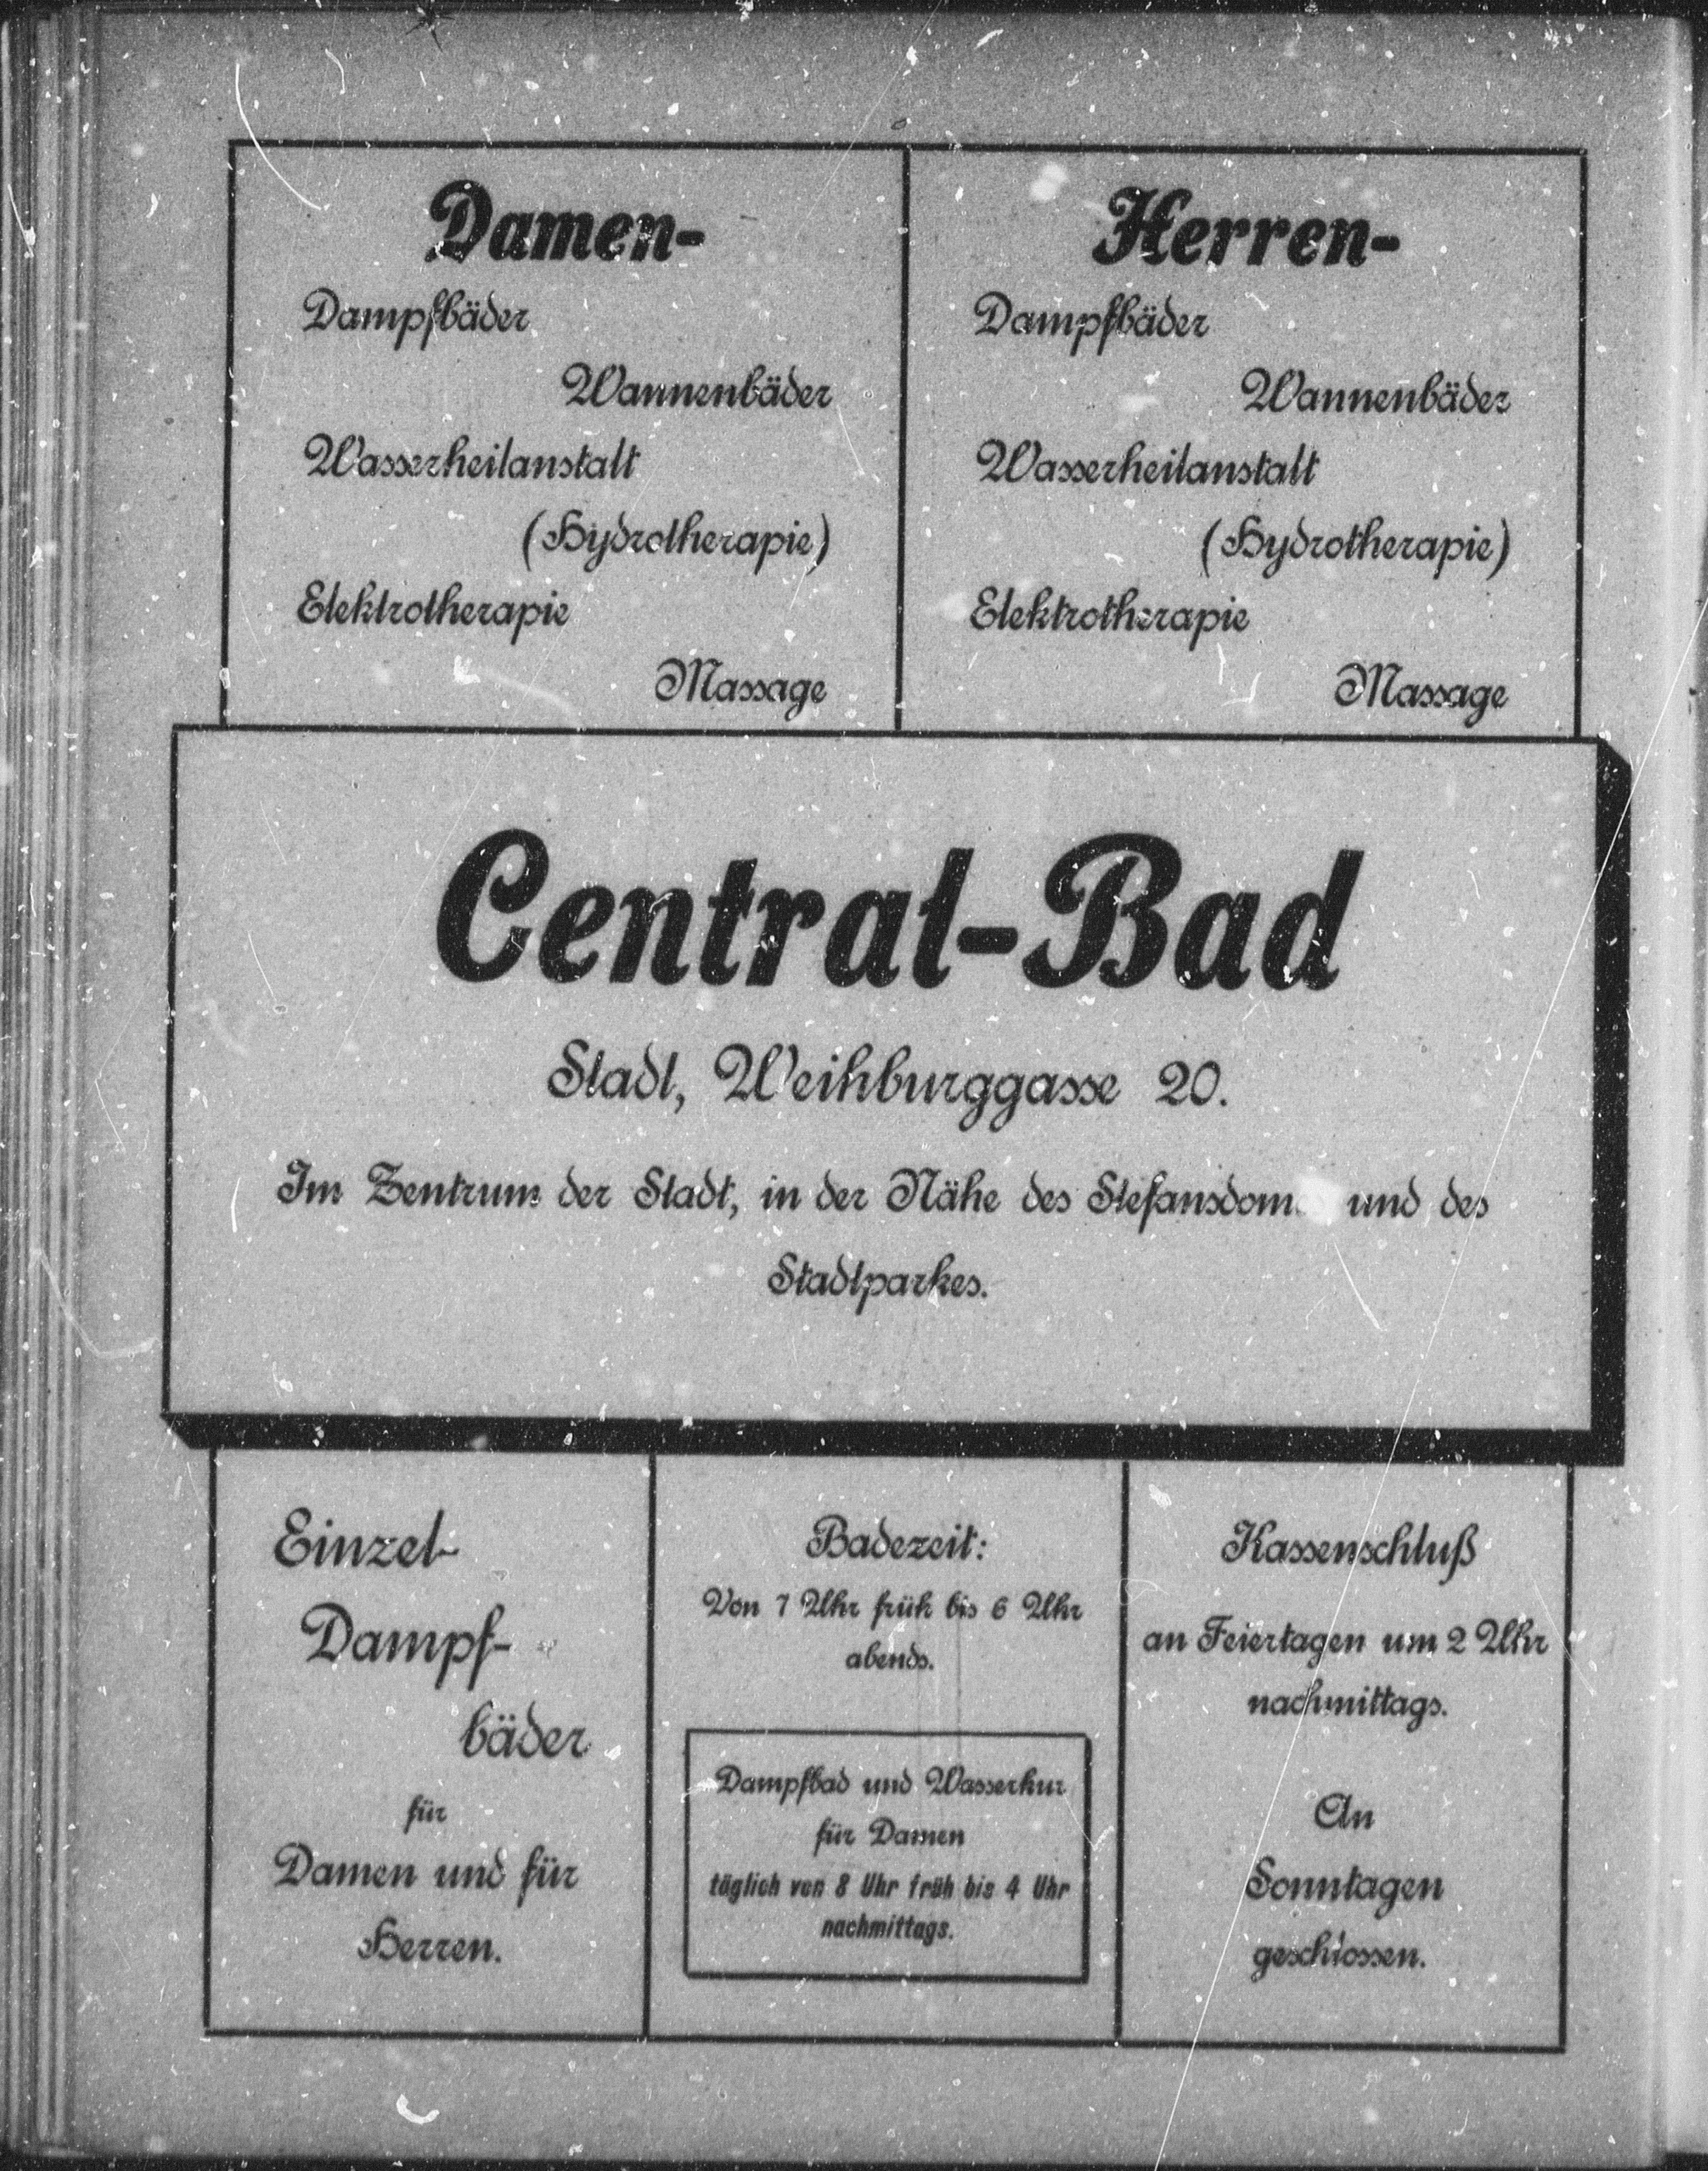 Damen-
Dampfbäder
Wannenbäder
Wasserheilanstalt
(Hydrotherapie)
Elektrotherapie
Massage
Herren-
Dampfbäder
Wannenbäder
Wasserheilanstalt
(Hydrotherapie)
Elektrotherapie
Massage
Central-Bad
Stadt, Weihburggasse 20.
Im Zentrum der Stadt, in der Nähe des und des
Stadtparkes.
Einzel-
Dampf-
bäder
für
Damen und für
Herren.
Badezeit:
Von 7 Uhr früh bis 6 Uhr
abends.
Dampfbad und Wasserkur
für Damen
täglich von 8 Uhr früh bis 4 Uhr
nachmittags.
Kassenschluß
an Feiertagen um 2 Uhr
nachmittags.
An
Sonntagen
geschlossen.